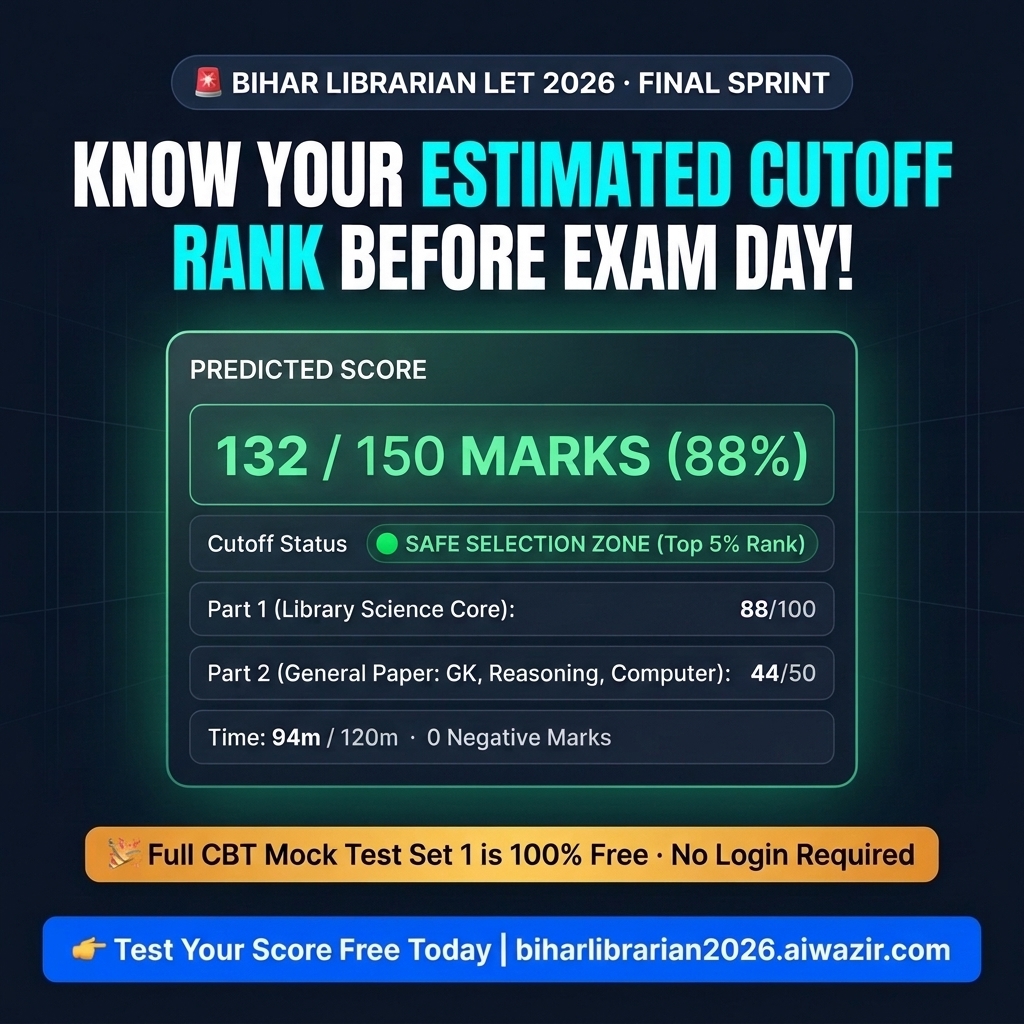 🚨 BIHAR LIBRARIAN LET 2026 · FINAL SPRINT
KNOW YOUR ESTIMATED CUTOFF
RANK BEFORE EXAM DAY!
PREDICTED SCORE
132 / 150 MARKS (88%)
Cutoff Status 🟢 SAFE SELECTION ZONE (Top 5% Rank)
Part 1 (Library Science Core): 88/100
Part 2 (General Paper: GK, Reasoning, Computer): 44/50
Time: 94m / 120m · 0 Negative Marks
🎉 Full CBT Mock Test Set 1 is 100% Free · No Login Required
👉 Test Your Score Free Today | biharlibrarian2026.aiwazir.com